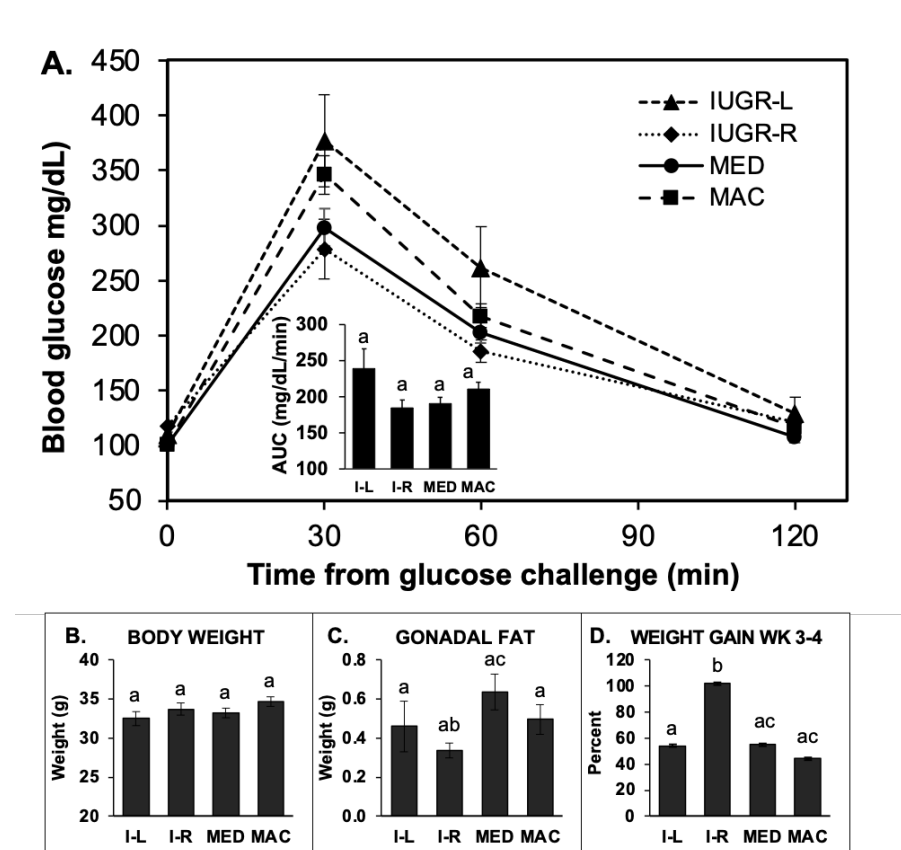 A.
450
400
350
300
250
200
150
100
50
Blood glucose mg/dL
IUGR-L
IUGR-R
MED
MAC
300
250
200
150
100
AUC (mg/dL/min)
a
a
a
a
I-L I-R MED MAC
0 30 60 90 120
Time from glucose challenge (min)
B. BODY WEIGHT
40
35
30
25
20
Weight (g)
a a a a
I-L I-R MED MAC
C. GONADAL FAT
0.8
0.6
0.4
0.2
0.0
Weight (g)
a ab ac a
I-L I-R MED MAC
D. WEIGHT GAIN WK 3-4
120
100
80
60
40
20
0
Percent
a b ac ac
I-L I-R MED MAC